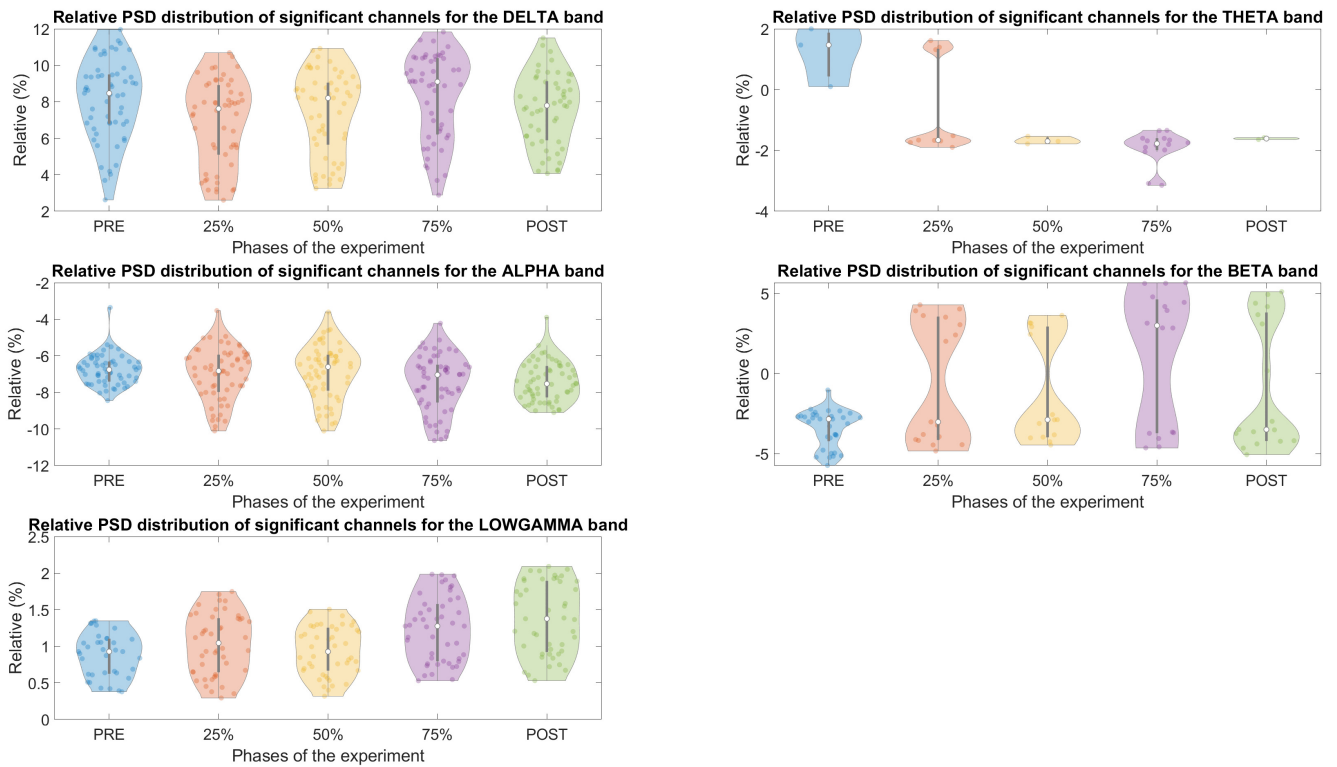 Relative PSD distribution of significant channels for the DELTA band
12
10
8
6
4
2
Relative (%)
PRE 25% 50% 75% POST
Phases of the experiment
Relative PSD distribution of significant channels for the THETA band
2
0
-2
-4
Relative (%)
PRE 25% 50% 75% POST
Phases of the experiment
Relative PSD distribution of significant channels for the ALPHA band
-2
-4
-6
-8
-10
-12
Relative (%)
PRE 25% 50% 75% POST
Phases of the experiment
Relative PSD distribution of significant channels for the BETA band
5
0
-5
Relative (%)
PRE 25% 50% 75% POST
Phases of the experiment
Relative PSD distribution of significant channels for the LOWGAMMA band
2.5
2
1.5
1
0.5
0
Relative (%)
PRE 25% 50% 75% POST
Phases of the experiment